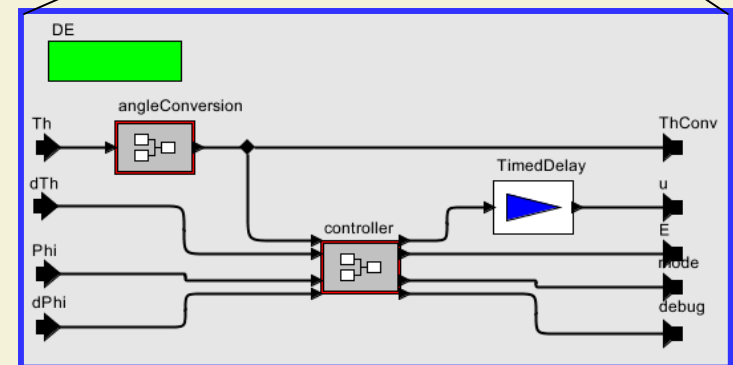 DE
angleConversion
Th
ThConv
TimedDelay
dTh
u
controller
E
Phi
mode
dPhi
debug